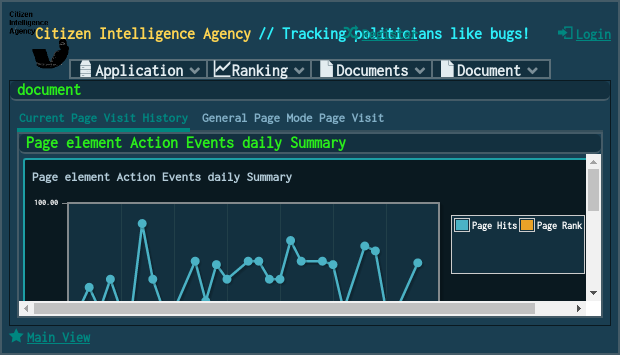 Citizen
Intelligence
Agency
Citizen Intelligence Agency // Tracking politicians like bugs!
Login
Application
Ranking
Documents
Document
document
Current Page Visit History
General Page Mode Page Visit
Page element Action Events daily Summary
Page element Action Events daily Summary
100.00
Page Hits
Page Rank
Main View